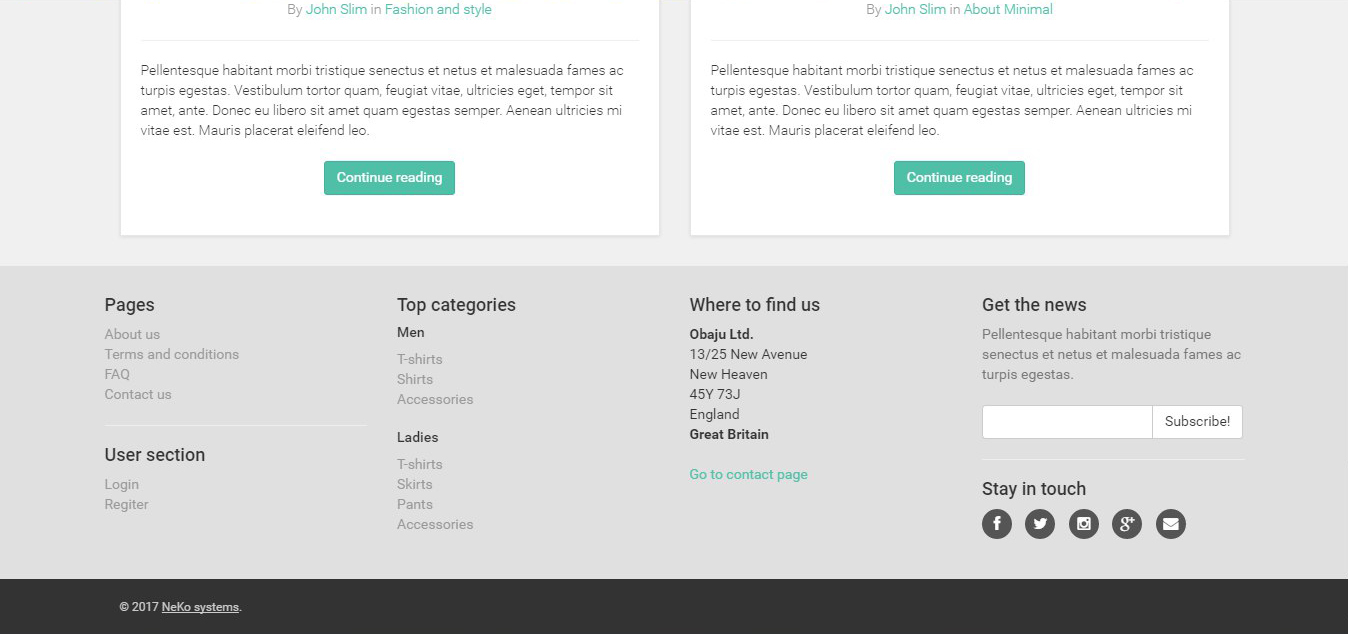 By John Slim in Fashion and style
Pellentesque habitant morbi tristique senectus et netus et malesuada fames ac
turpis egestas. Vestibulum tortor quam, feugiat vitae, ultricies eget, tempor sit
amet, ante. Donec eu libero sit amet quam egestas semper. Aenean ultricies mi
vitae est. Mauris placerat eleifend leo.
Continue reading
By John Slim in About Minimal
Pellentesque habitant morbi tristique senectus et netus et malesuada fames ac
turpis egestas. Vestibulum tortor quam, feugiat vitae, ultricies eget, tempor sit
amet, ante. Donec eu libero sit amet quam egestas semper. Aenean ultricies mi
vitae est. Mauris placerat eleifend leo.
Continue reading
Pages
About us
Terms and conditions
FAQ
Contact us
User section
Login
Regiter
Top categories
Men
T-shirts
Shirts
Accessories
Ladies
T-shirts
Skirts
Pants
Accessories
Where to find us
Obaju Ltd.
13/25 New Avenue
New Heaven
45Y 73J
England
Great Britain
Go to contact page
Get the news
Pellentesque habitant morbi tristique
senectus et netus et malesuada fames ac
turpis egestas.
Subscribe!
Stay in touch
© 2017 NeKo systems.